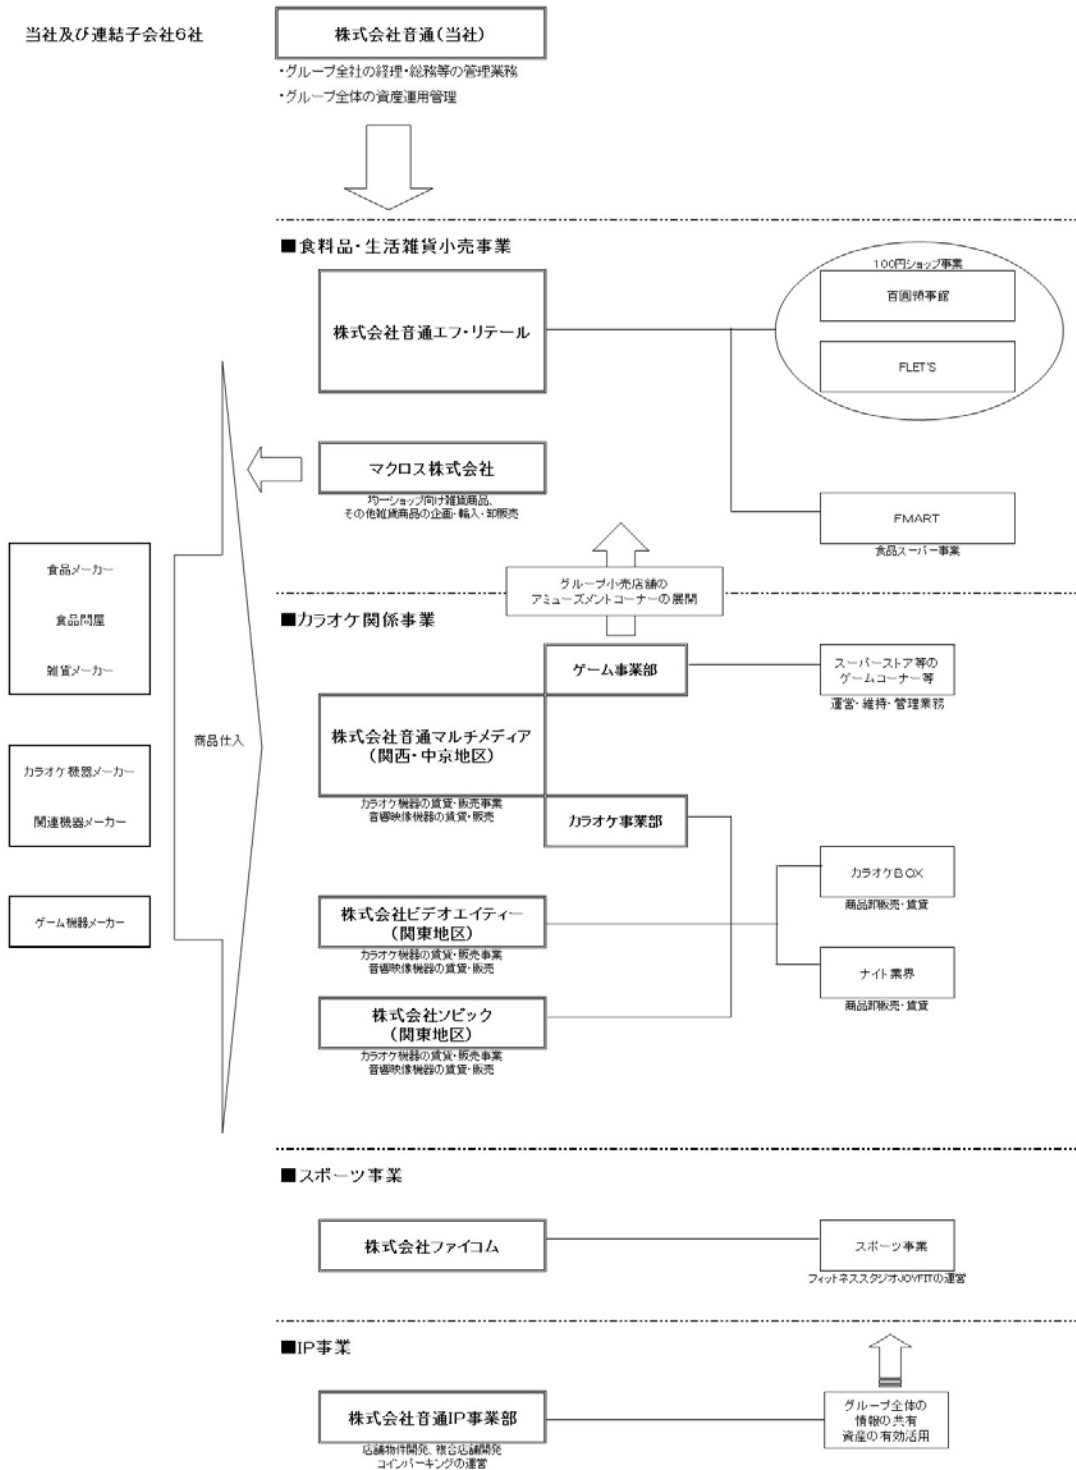 当社及び連結子会社6社
株式会社音通(当社)
・グループ全社の経理・総務等の管理業務
・グループ全体の資産運用管理
■食料品・生活雑貨小売事業
株式会社音通エフ・リテール
100円ショップ事業
百圓領事館
FLET'S
マクロス株式会社
均一ショップ向け雑貨商品、
その他雑貨商品の企画・輸入・卸販売
FMART
食品スーパー事業
グループ小売店舗の
アミューズメントコーナーの展開
食品メーカー
食品問屋
雑貨メーカー
カラオケ機器メーカー
関連機器メーカー
ゲーム機器メーカー
商品仕入
■カラオケ関係事業
ゲーム事業部
スーパーストア等の
ゲームコーナー等
運営・維持・管理業務
株式会社音通マルチメディア
(関西・中京地区)
カラオケ機器の賃貸・販売事業
音響映像機器の賃貸・販売
カラオケ事業部
カラオケBOX
商品卸販売・賃貸
株式会社ビデオエイティー
(関東地区)
カラオケ機器の賃貸・販売事業
音響映像機器の賃貸・販売
ナイト業界
商品卸販売・賃貸
株式会社ソピック
(関東地区)
カラオケ機器の賃貸・販売事業
音響映像機器の賃貸・販売
■スポーツ事業
株式会社ファイコム
スポーツ事業
フィットネススタジオJOYFITの運営
■IP事業
株式会社音通IP事業部
店舗物件開発、複合店舗開発
コインパーキングの運営
グループ全体の
情報の共有
資産の有効活用